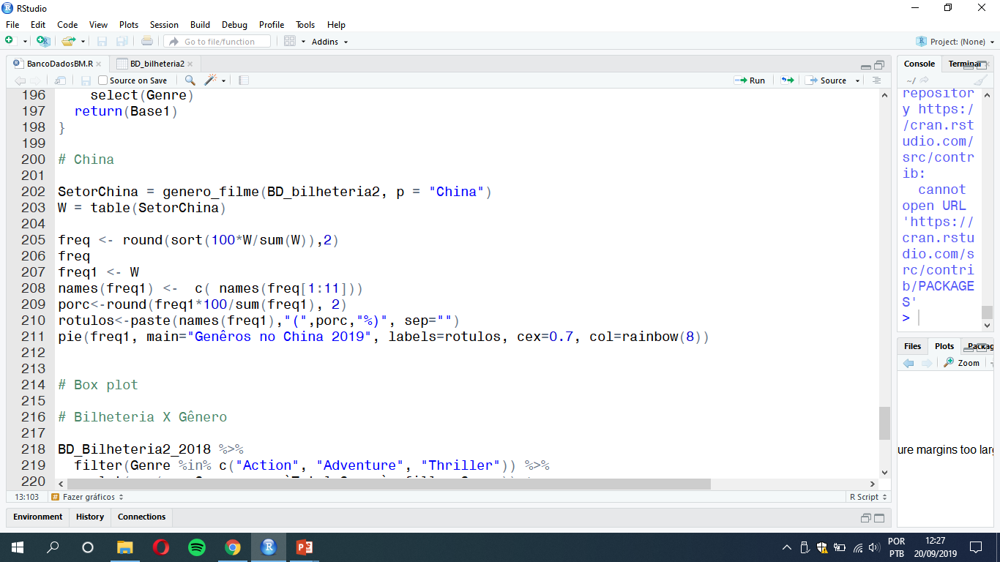 RStudio
File Edit Code View Plots Session Build Debug Profile Tools Help
Go to file/function Addins Project: (None)
BancoDadosBM.R BD_bilheteria2
Source on Save Run Source
196 select(Genre)
197 return(Base1)
198 }
199
200 # China
201
202 SetorChina = genero_filme(BD_bilheteria2, p = "China")
203 W = table(SetorChina)
204
205 freq <- round(sort(100*W/sum(W)),2)
206 freq
207 freq1 <- W
208 names(freq1) <- c( names(freq[1:11]))
209 porc<-round(freq1*100/sum(freq1), 2)
210 rotulos<-paste(names(freq1),"(",porc,"%)", sep="")
211 pie(freq1, main="Genêros no China 2019", labels=rotulos, cex=0.7, col=rainbow(8))
212
213
214 # Box plot
215
216 # Bilheteria X Gênero
217
218 BD_Bilheteria2_2018 %>%
219 filter(Genre %in% c("Action", "Adventure", "Thriller")) %>%
220
13:103 # Fazer gráficos R Script
Environment History Connections
Console Terminal
~/
repositor
y https:/
/cran.rst
udio.com/
src/contr
ib:
cannot
open URL
'https://
cran.rstu
dio.com/s
rc/contri
b/PACKAGE
S'
>
Files Plots Packag
Zoom
ure margins too larg
POR
PTB
12:27
20/09/2019